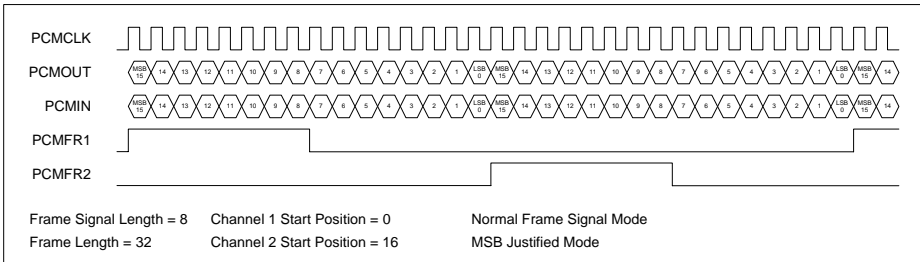 PCMCLK
PCMOUT MSB 15 14 13 12 11 10 9 8 7 6 5 4 3 2 1 LSB 0 MSB 15 14 13 12 11 10 9 8 7 6 5 4 3 2 1 LSB 0 MSB 15 14
PCMIN MSB 15 14 13 12 11 10 9 8 7 6 5 4 3 2 1 LSB 0 MSB 15 14 13 12 11 10 9 8 7 6 5 4 3 2 1 LSB 0 MSB 15 14
PCMFR1
PCMFR2
Frame Signal Length = 8 Channel 1 Start Position = 0 Normal Frame Signal Mode
Frame Length = 32 Channel 2 Start Position = 16 MSB Justified Mode